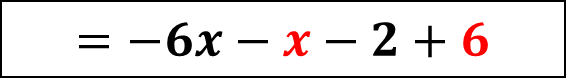 = −6x − x − 2 + 6